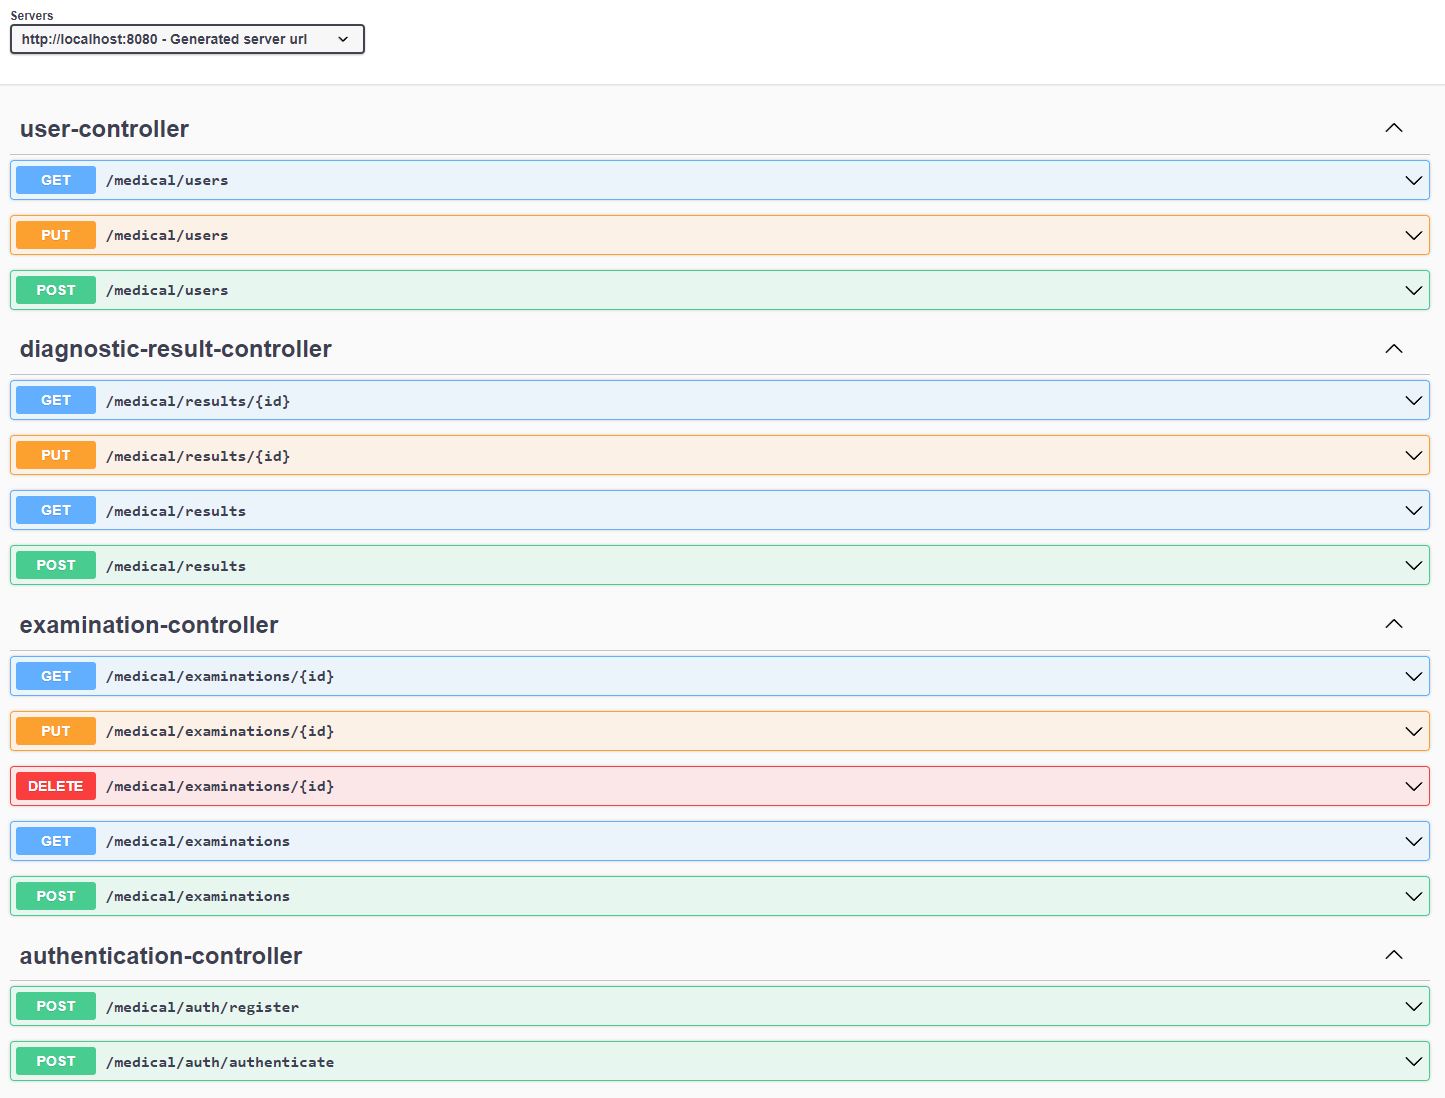 Servers
http://localhost:8080 - Generated server url
user-controller
GET /medical/users
PUT /medical/users
POST /medical/users
diagnostic-result-controller
GET /medical/results/{id}
PUT /medical/results/{id}
GET /medical/results
POST /medical/results
examination-controller
GET /medical/examinations/{id}
PUT /medical/examinations/{id}
DELETE /medical/examinations/{id}
GET /medical/examinations
POST /medical/examinations
authentication-controller
POST /medical/auth/register
POST /medical/auth/authenticate